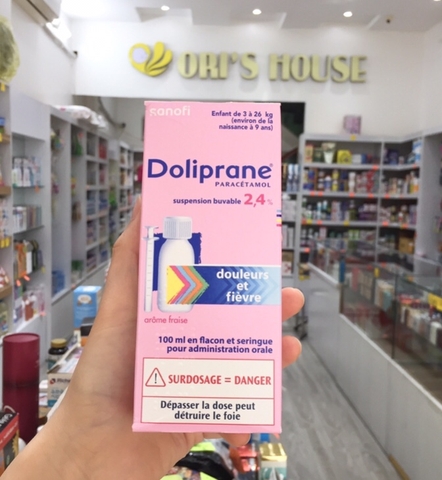 ORI'S HOUSE
sanofi
Enfant de 3 à 26 kg
(environ de la
naissance à 9 ans)
Doliprane®
PARACÉTAMOL
suspension buvable 2,4%
douleurs
et
fièvre
arôme fraise
100 ml en flacon et seringue
pour administration orale
SURDOSAGE = DANGER
Dépasser la dose peut
détruire le foie